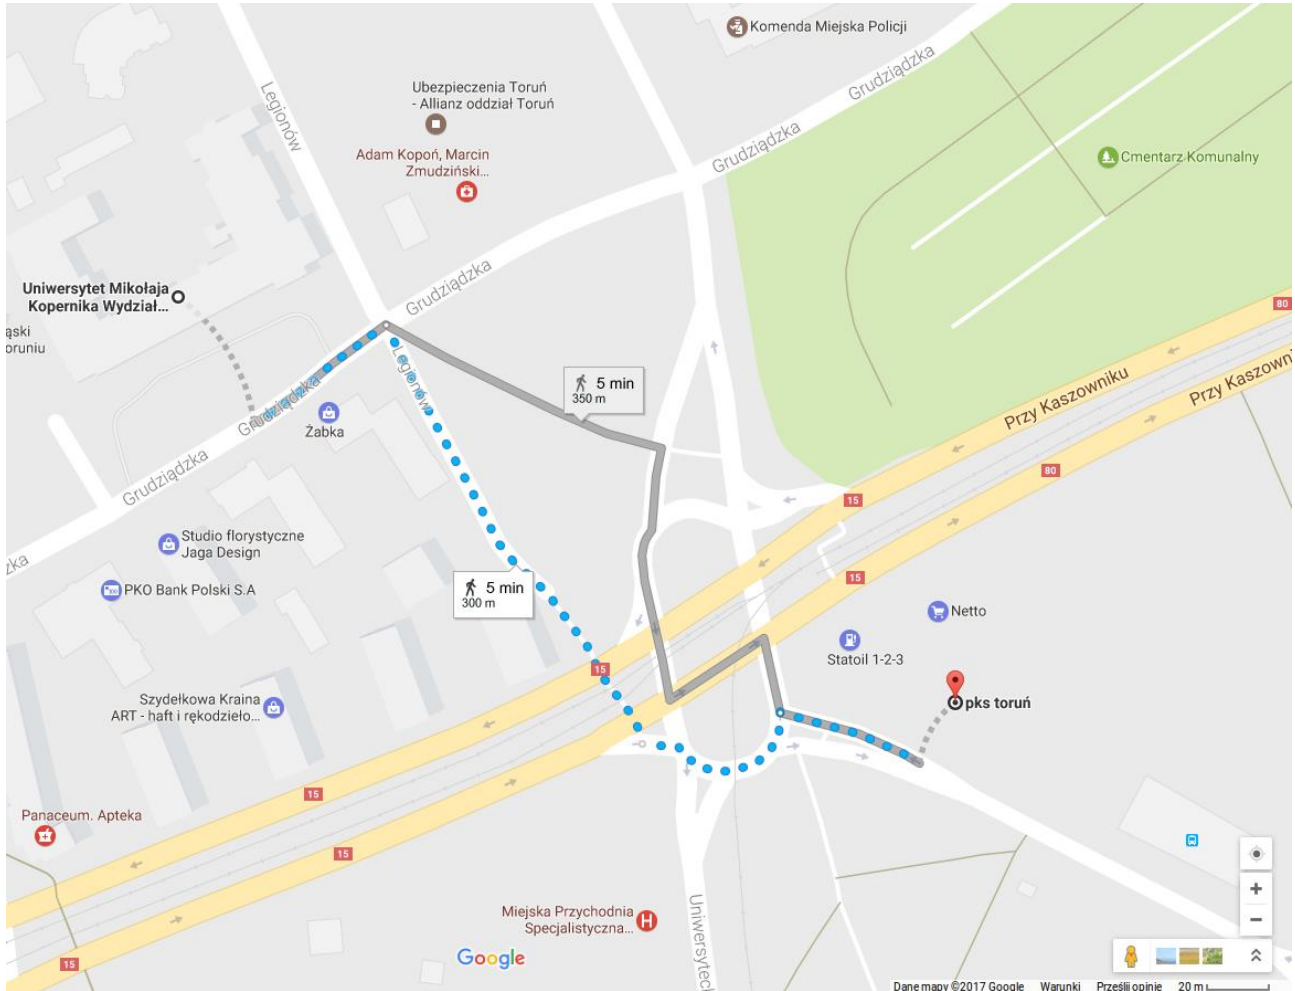 Komenda Miejska Policji
Grudziądzka
Legionów
Ubezpieczenia Toruń
- Allianz oddział Toruń
Grudziądzka
Adam Kopoń, Marcin
Zmudziński...
Cmentarz Komunalny
Uniwersytet Mikołaja
Kopernika Wydział...
Grudziądzka
80
ąski
oruniu
Legionów
5 min
350 m
Przy Kaszowniku
Przy Kaszowni
Grudziądzka
Żabka
80
Grudziądzka
15
Studio florystyczne
Jaga Design
zka
15
PKO Bank Polski S.A
5 min
300 m
Netto
Statoil 1-2-3
15
Szydełkowa Kraina
ART - haft i rękodzieło...
pks toruń
15
Panaceum. Apteka
15
Miejska Przychodnia
Specjalistyczna...
H
Uniwersytec
Google
15
Dane mapy ©2017 Google Warunki Prześlij opinię 20 m